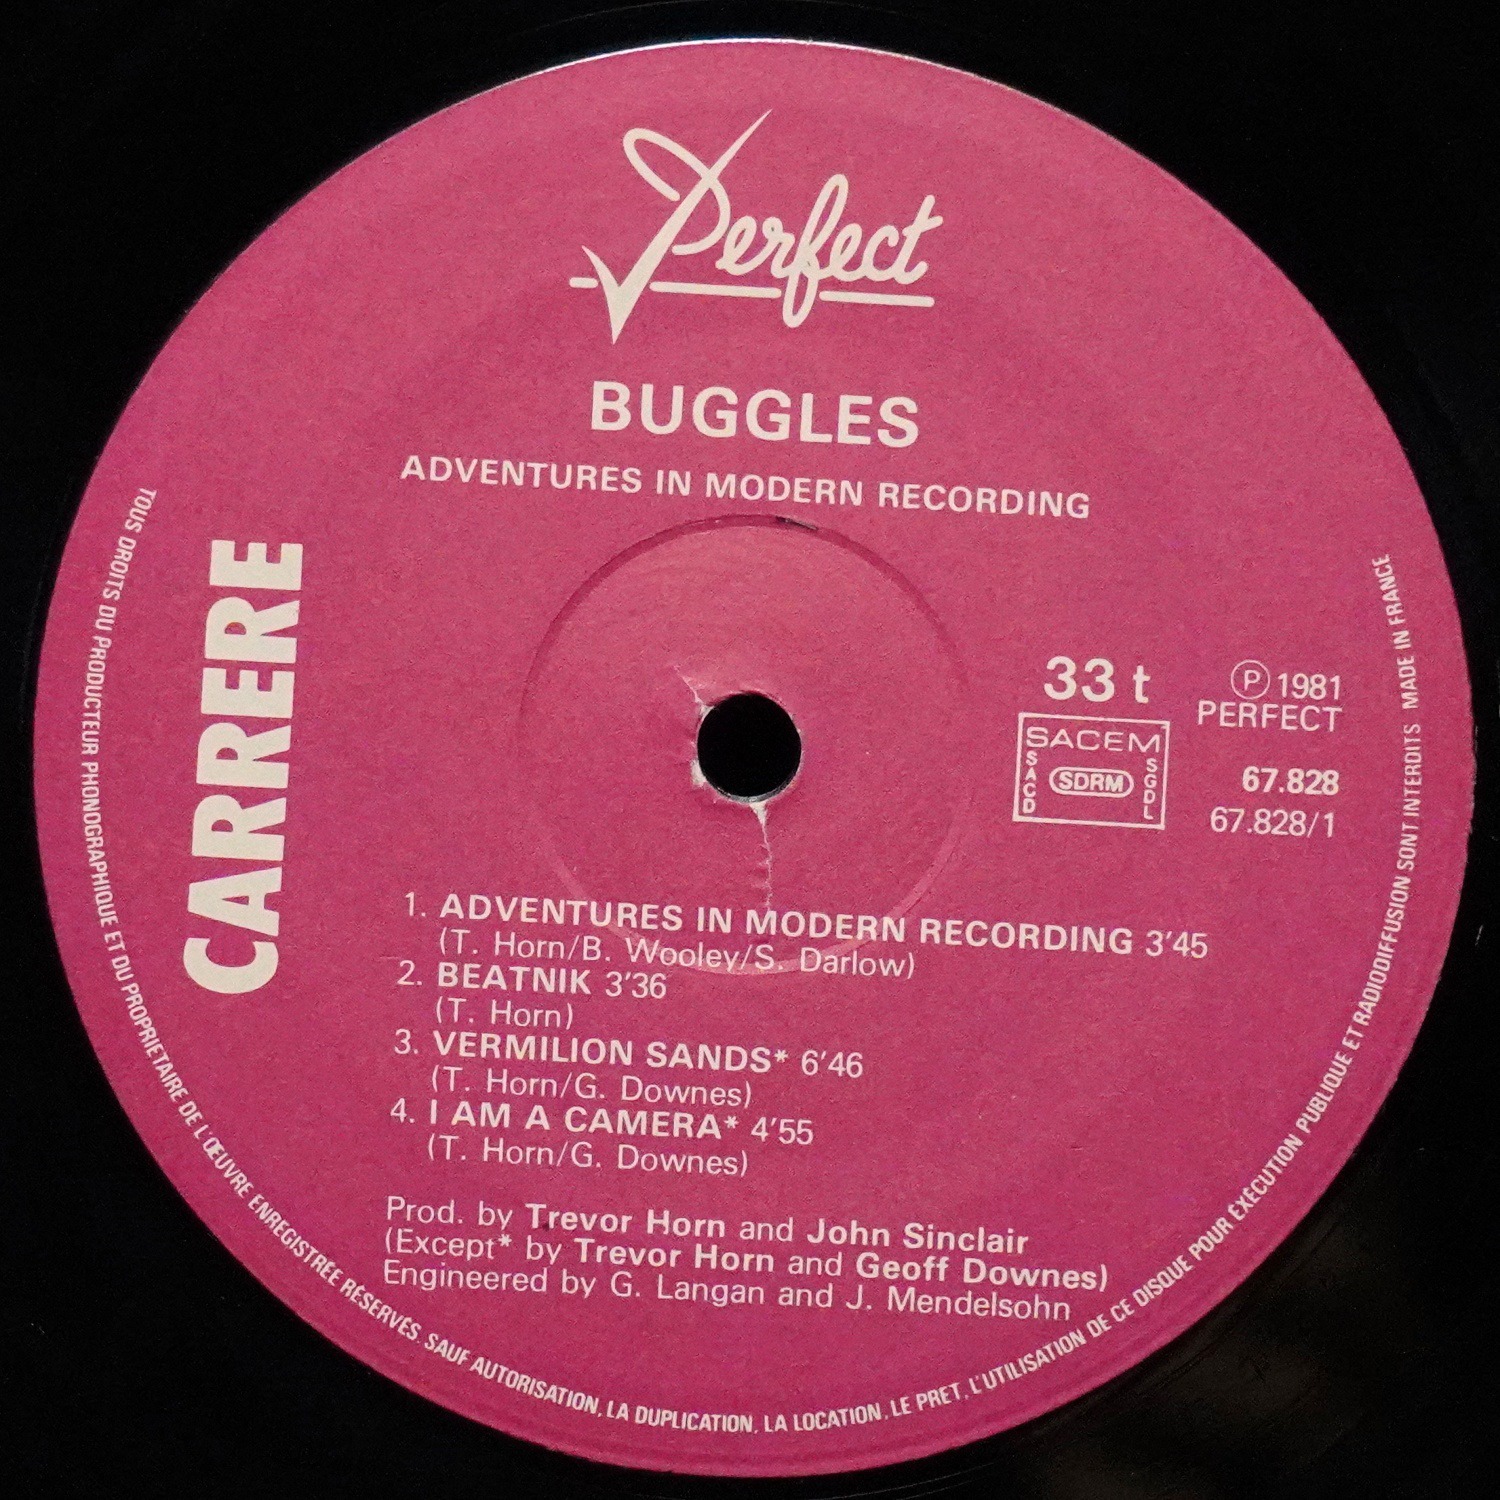 Perfect
BUGGLES
ADVENTURES IN MODERN RECORDING
CARRERE
33 t
SACEM
SACD
SDRM
SGDL
Ⓟ 1981
PERFECT
67.828
67.828/1
1. ADVENTURES IN MODERN RECORDING 3'45
(T. Horn/B. Wooley/S. Darlow)
2. BEATNIK 3'36
(T. Horn)
3. VERMILION SANDS* 6'46
(T. Horn/G. Downes)
4. I AM A CAMERA* 4'55
(T. Horn/G. Downes)
Prod. by Trevor Horn and John Sinclair
(Except* by Trevor Horn and Geoff Downes)
Engineered by G. Langan and J. Mendelsohn
TOUS DROITS DU PRODUCTEUR PHONOGRAPHIQUE ET DU PROPRIETAIRE DE L'ŒUVRE ENREGISTRÉE RÉSERVÉS. SAUF AUTORISATION, LA DUPLICATION, LA LOCATION, LE PRET, L'UTILISATION DE CE DISQUE POUR EXÉCUTION PUBLIQUE ET RADIODIFFUSION SONT INTERDITS MADE IN FRANCE